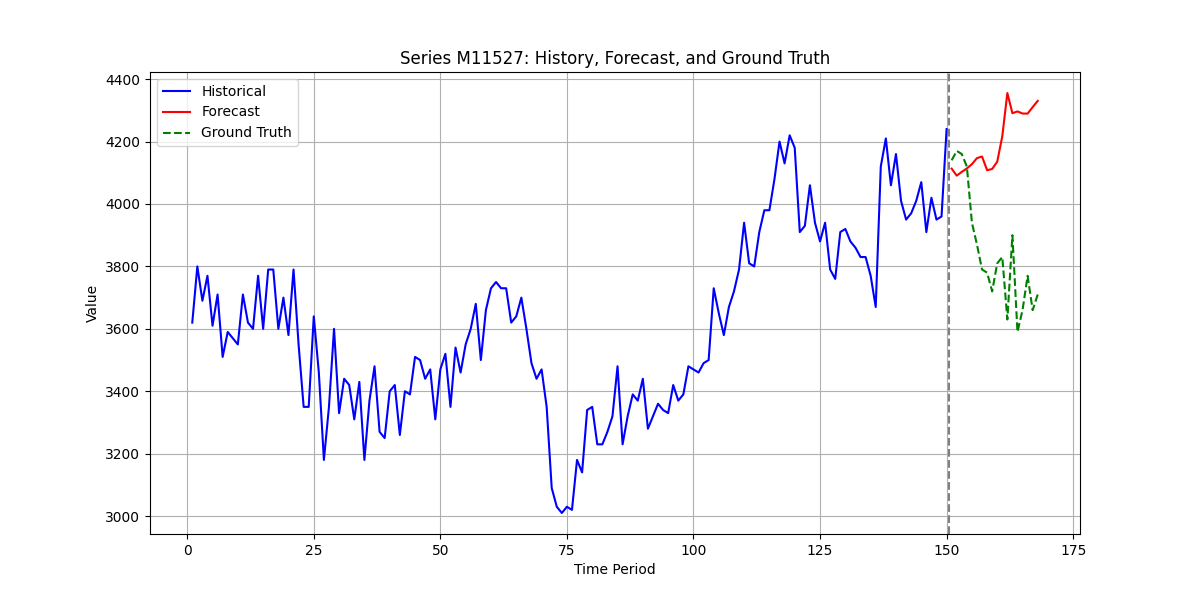 Series M11527: History, Forecast, and Ground Truth
4400
4200
4000
3800
3600
3400
3200
3000
Value
Historical
Forecast
Ground Truth
0 25 50 75 100 125 150 175
Time Period